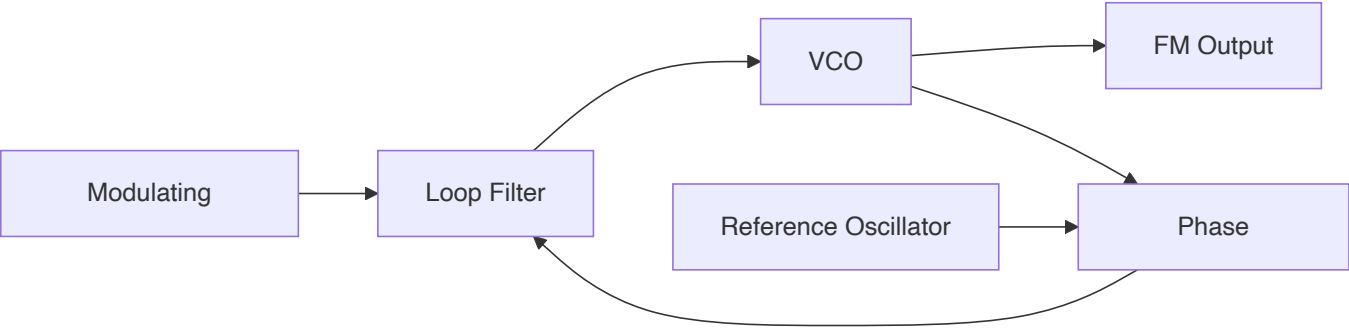 VCO
FM Output
Modulating
Loop Filter
Reference Oscillator
Phase